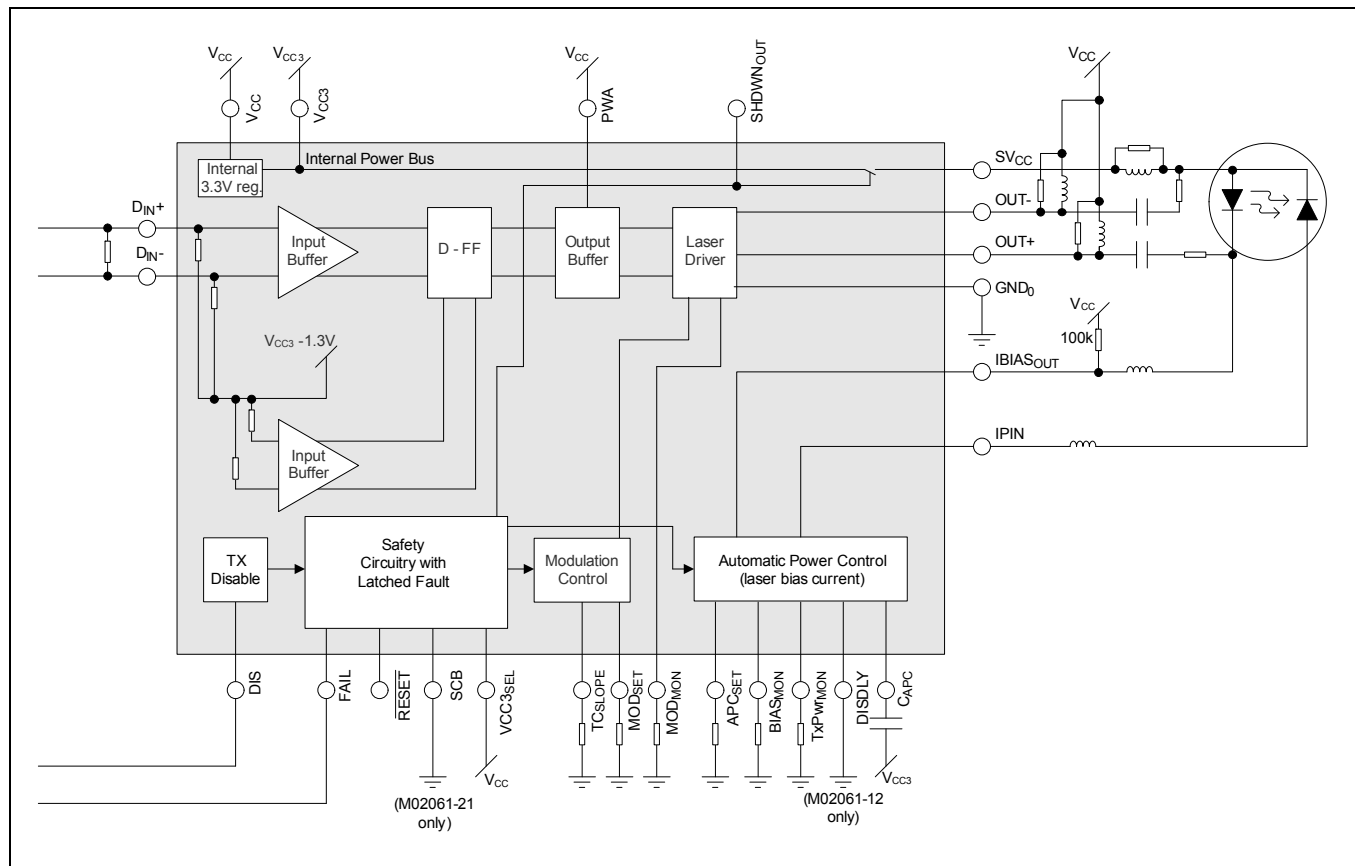 VCC
VCC3
VCC
VCC
VCC
VCC3
PWA
SHDWNOUT
Internal Power Bus
Internal
3.3V reg.
SVCC
OUT-
OUT+
GND0
DIN+
DIN-
Input
Buffer
D - FF
Output
Buffer
Laser
Driver
VCC3 -1.3V
VCC
100k
IBIASOUT
IPIN
Input
Buffer
TX
Disable
Safety
Circuitry with
Latched Fault
Modulation
Control
Automatic Power Control
(laser bias current)
DIS
FAIL
RESET
SCB
VCC3SEL
TCSLOPE
MODSET
MODMON
APCSET
BIASMON
TxPwrMON
DISDLY
CAPC
VCC
VCC3
(M02061-21
only)
(M02061-12
only)